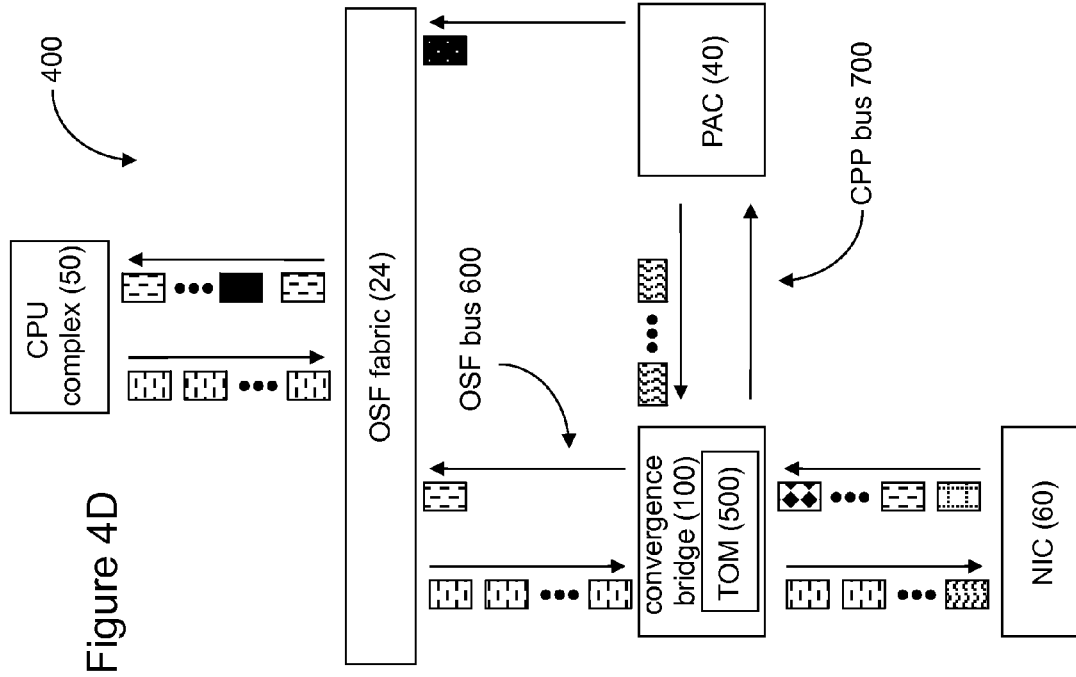 Figure 4D
400
CPU
complex (50)
OSF fabric (24)
OSF bus 600
convergence
bridge (100)
TOM (500)
PAC (40)
CPP bus 700
NIC (60)